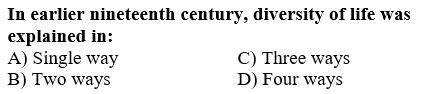 In earlier nineteenth century, diversity of life was
explained in:
A) Single way C) Three ways
B) Two ways D) Four ways